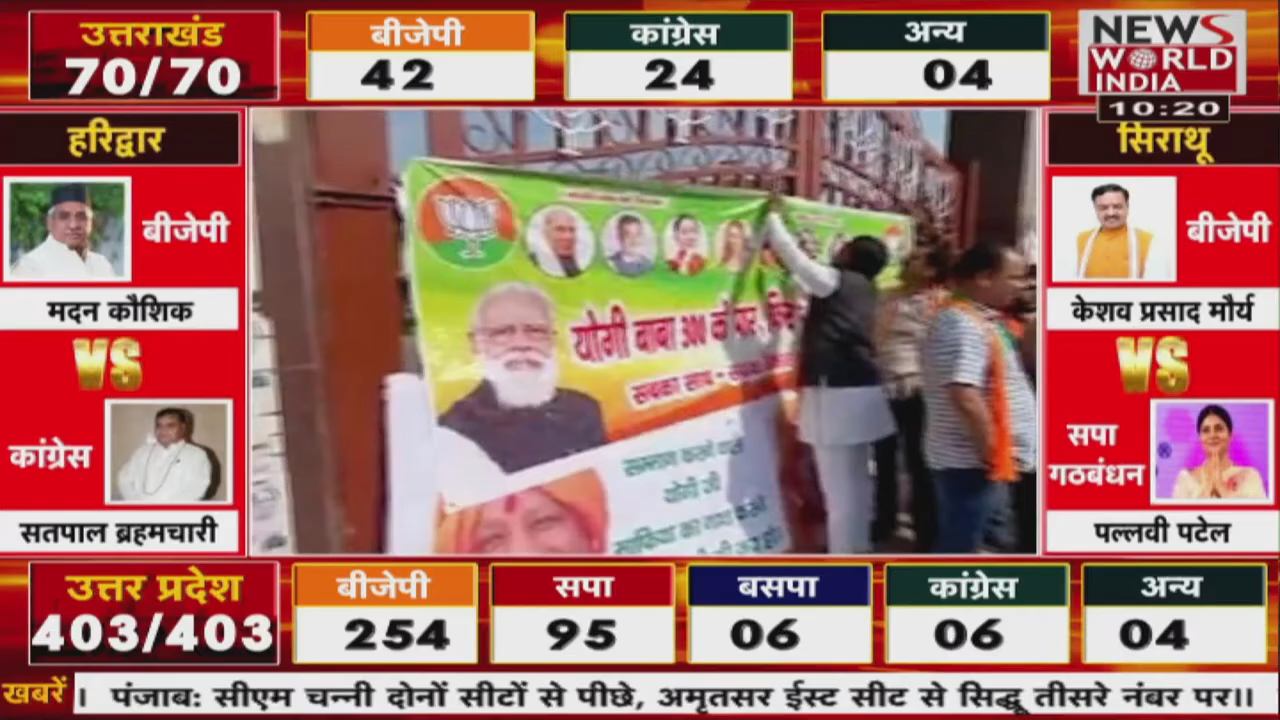 उत्तराखंड
70/70
बीजेपी
42
कांग्रेस
24
अन्य
04
NEWS
WORLD
INDIA
10:20
हरिद्वार
बीजेपी
मदन कौशिक
VS
कांग्रेस
सतपाल ब्रहमचारी
योगी बाबा 300 के पार
सबका साथ -
योगी जी
सिराथू
बीजेपी
केशव प्रसाद मौर्य
VS
सपा
गठबंधन
पल्लवी पटेल
उत्तर प्रदेश
403/403
बीजेपी
254
सपा
95
बसपा
06
कांग्रेस
06
अन्य
04
खबरें
। पंजाब: सीएम चन्नी दोनों सीटों से पीछे, अमृतसर ईस्ट सीट से सिद्धू तीसरे नंबर पर॥